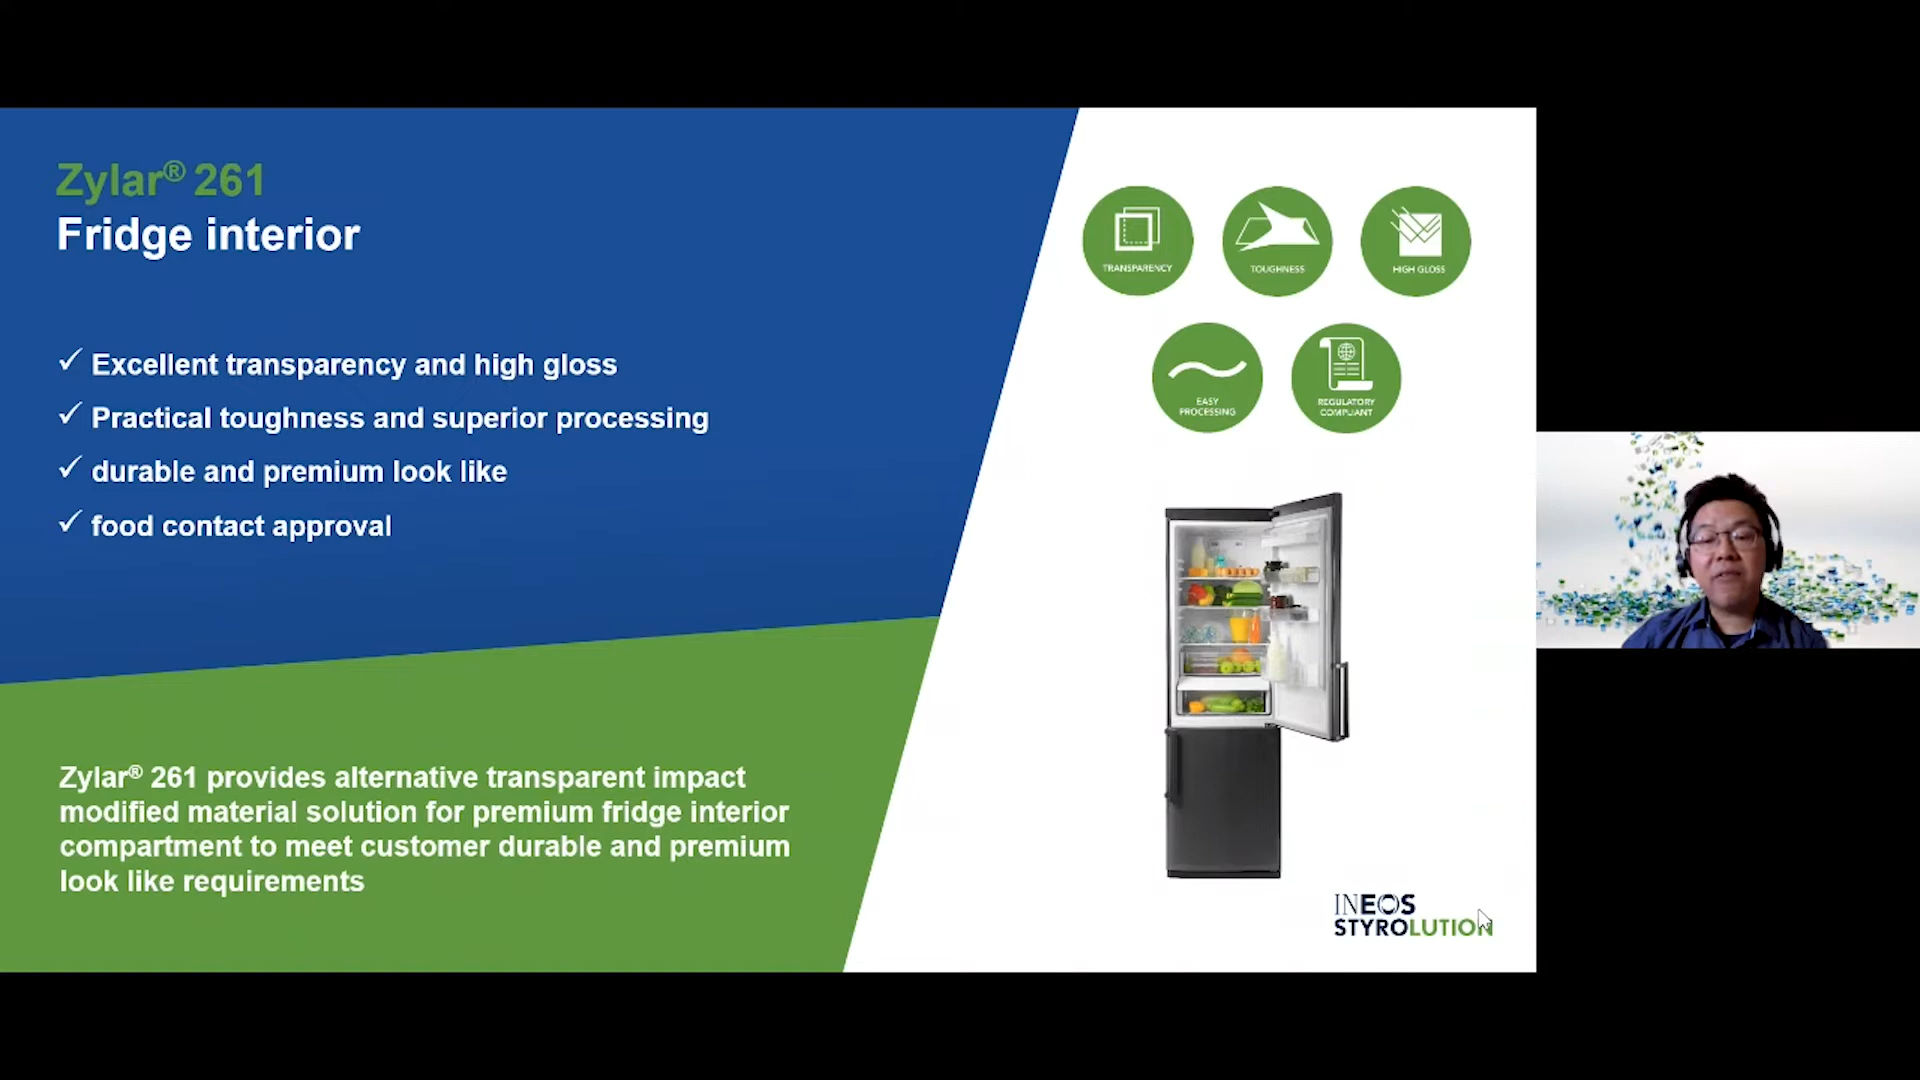 Zylar® 261
Fridge interior
✓ Excellent transparency and high gloss
✓ Practical toughness and superior processing
✓ durable and premium look like
✓ food contact approval
Zylar® 261 provides alternative transparent impact
modified material solution for premium fridge interior
compartment to meet customer durable and premium
look like requirements
TRANSPARENCY
TOUGHNESS
HIGH GLOSS
EASY
PROCESSING
REGULATORY
COMPLIANT
INEOS
STYROLUTION